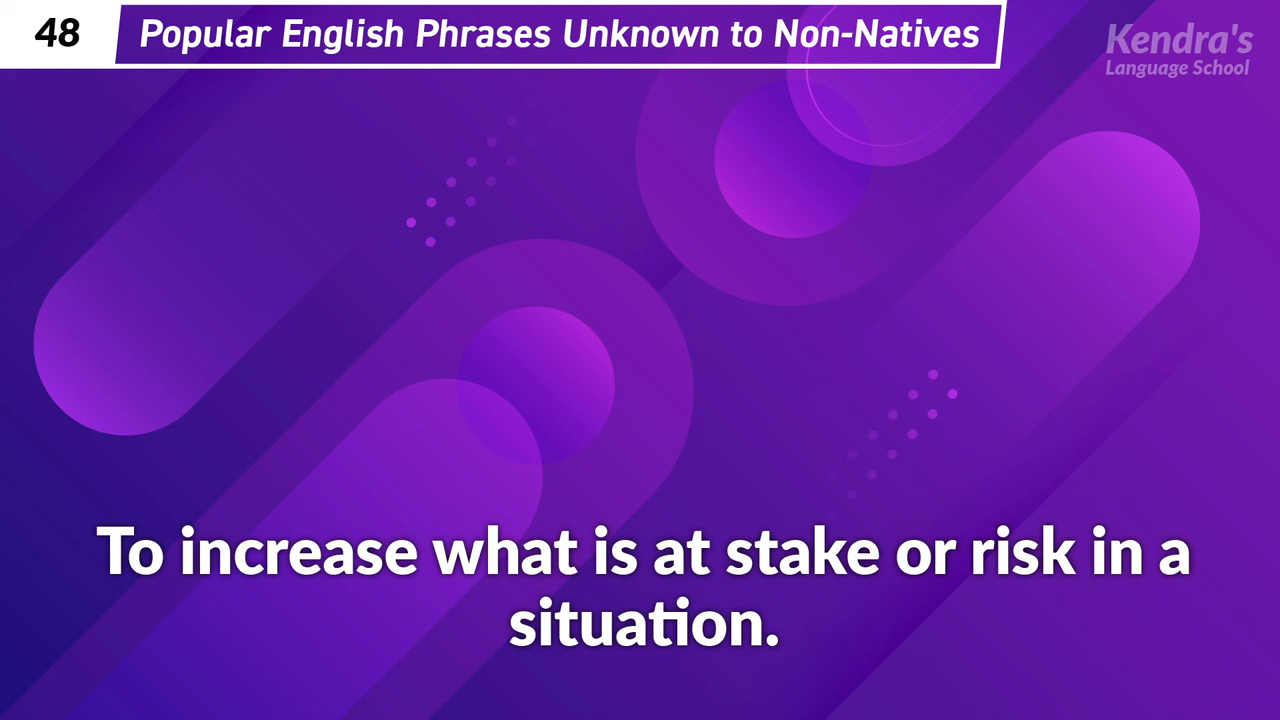 48
Popular English Phrases Unknown to Non-Natives
Kendra's
Language School
To increase what is at stake or risk in a
situation.